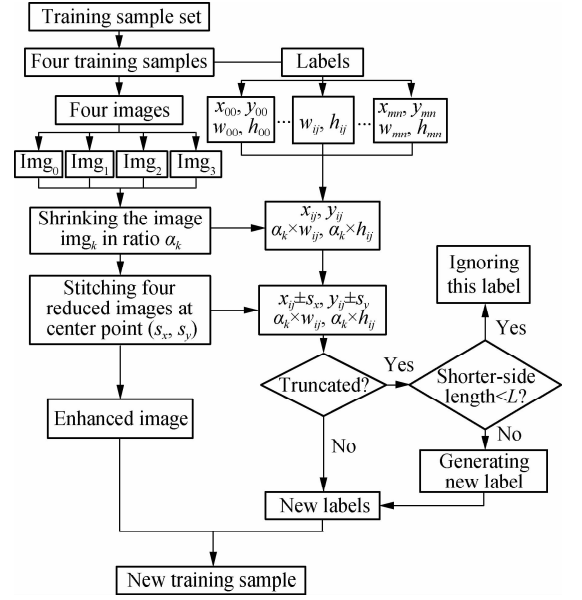 Training sample set
Four training samples
Labels
Four images
x₀₀, y₀₀
w₀₀, h₀₀
...
wᵢⱼ, hᵢⱼ
...
xₘₙ, yₘₙ
wₘₙ, hₘₙ
Img₀
Img₁
Img₂
Img₃
Shrinking the image
imgₖ in ratio αₖ
xᵢⱼ, yᵢⱼ
αₖ×wᵢⱼ, αₖ×hᵢⱼ
Stitching four
reduced images at
center point (sₓ, s_y)
xᵢⱼ±sₓ, yᵢⱼ±s_y
αₖ×wᵢⱼ, αₖ×hᵢⱼ
Ignoring
this label
Yes
Truncated?
Yes
Shorter-side
length<L?
Enhanced image
No
No
Generating
new label
New labels
New training sample